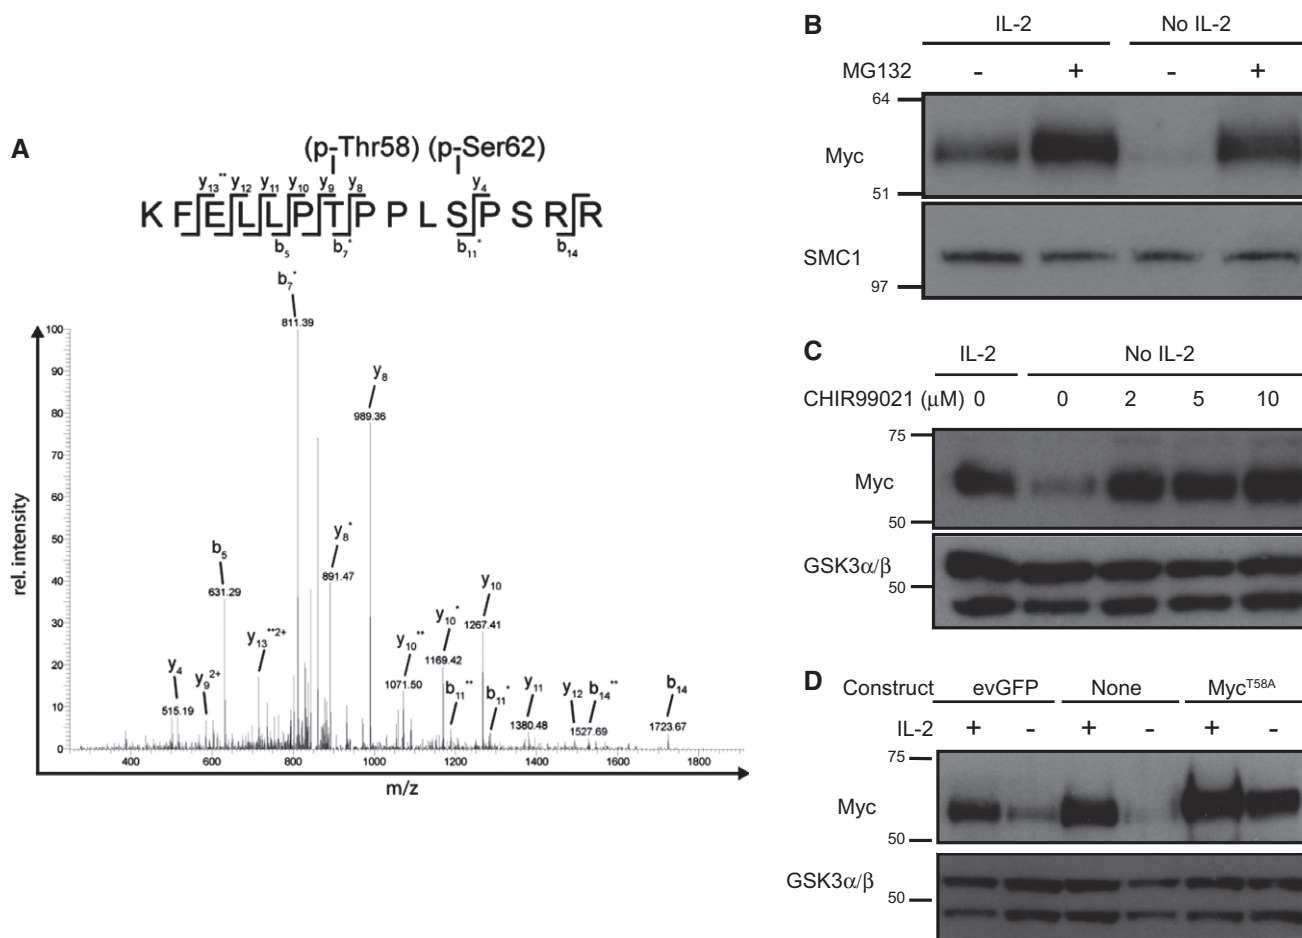 A
(p-Thr58) (p-Ser62)
y13** y12 y11 y10 y9 y8 y4
K F E L L P T P P L S P S R R
b5 b7* b11* b14
rel. intensity
100
90
80
70
60
50
40
30
20
10
0
b7*
811.39
y8
989.36
b5
631.29
y8*
891.47
y13**2+
y10
1267.41
y10*
1169.42
y10**
1071.50
y4
515.19
y9 2+
b11**
b11*
y11
1380.48
y12
b14**
1527.69
b14
1723.67
400 600 800 1000 1200 1400 1600 1800
m/z
B
IL-2 No IL-2
MG132 - + - +
64
Myc
51
SMC1
97
C
IL-2 No IL-2
CHIR99021 (μM) 0 0 2 5 10
75
Myc
50
GSK3α/β
50
D
Construct evGFP None MycT58A
IL-2 + - + - + -
75
Myc
50
GSK3α/β
50